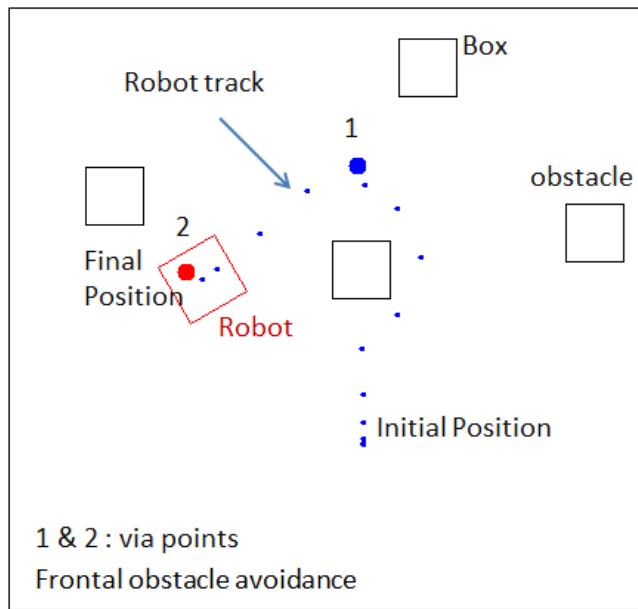 Box
Robot track
1
obstacle
2
Final
Position
Robot
Initial Position
1 & 2 : via points
Frontal obstacle avoidance